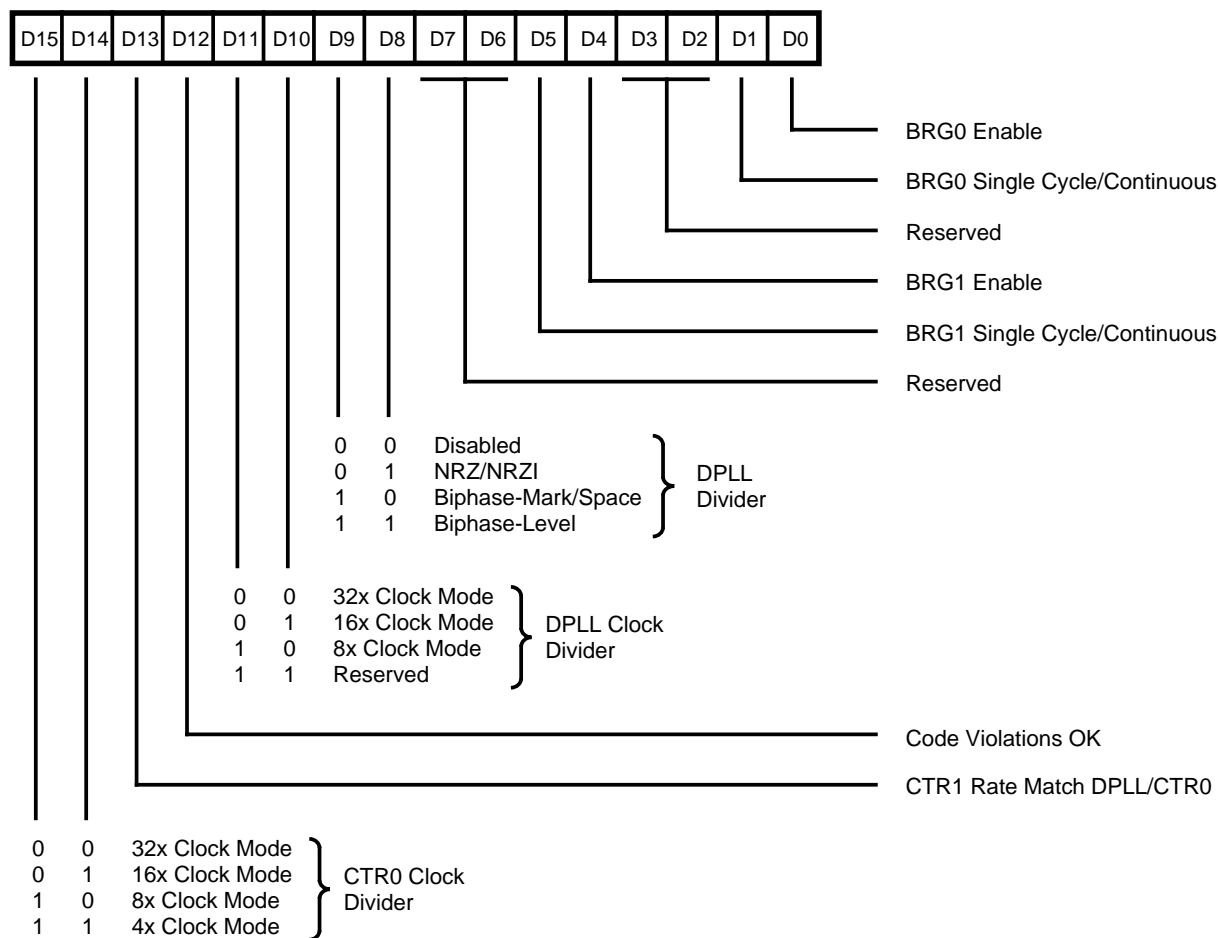 D15 D14 D13 D12 D11 D10 D9 D8 D7 D6 D5 D4 D3 D2 D1 D0
BRG0 Enable
BRG0 Single Cycle/Continuous
Reserved
BRG1 Enable
BRG1 Single Cycle/Continuous
Reserved
0 0 Disabled
0 1 NRZ/NRZI
1 0 Biphase-Mark/Space
1 1 Biphase-Level
DPLL
Divider
0 0 32x Clock Mode
0 1 16x Clock Mode
1 0 8x Clock Mode
1 1 Reserved
DPLL Clock
Divider
Code Violations OK
CTR1 Rate Match DPLL/CTR0
0 0 32x Clock Mode
0 1 16x Clock Mode
1 0 8x Clock Mode
1 1 4x Clock Mode
CTR0 Clock
Divider